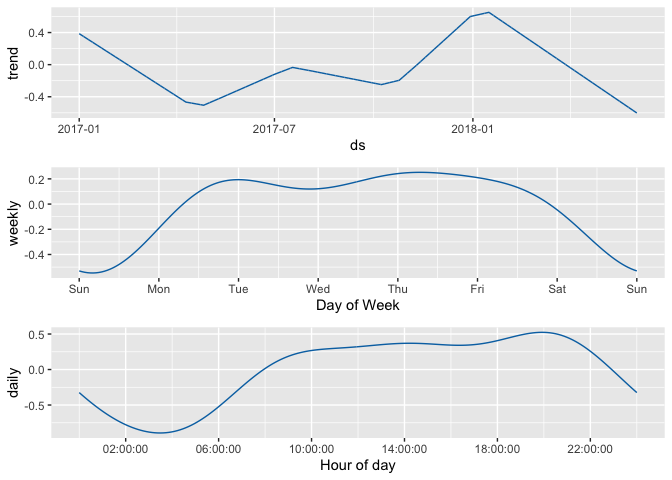 trend
0.4
0.0
-0.4
2017-01 2017-07 2018-01
ds
weekly
0.2
0.0
-0.2
-0.4
Sun Mon Tue Wed Thu Fri Sat Sun
Day of Week
daily
0.5
0.0
-0.5
02:00:00 06:00:00 10:00:00 14:00:00 18:00:00 22:00:00
Hour of day